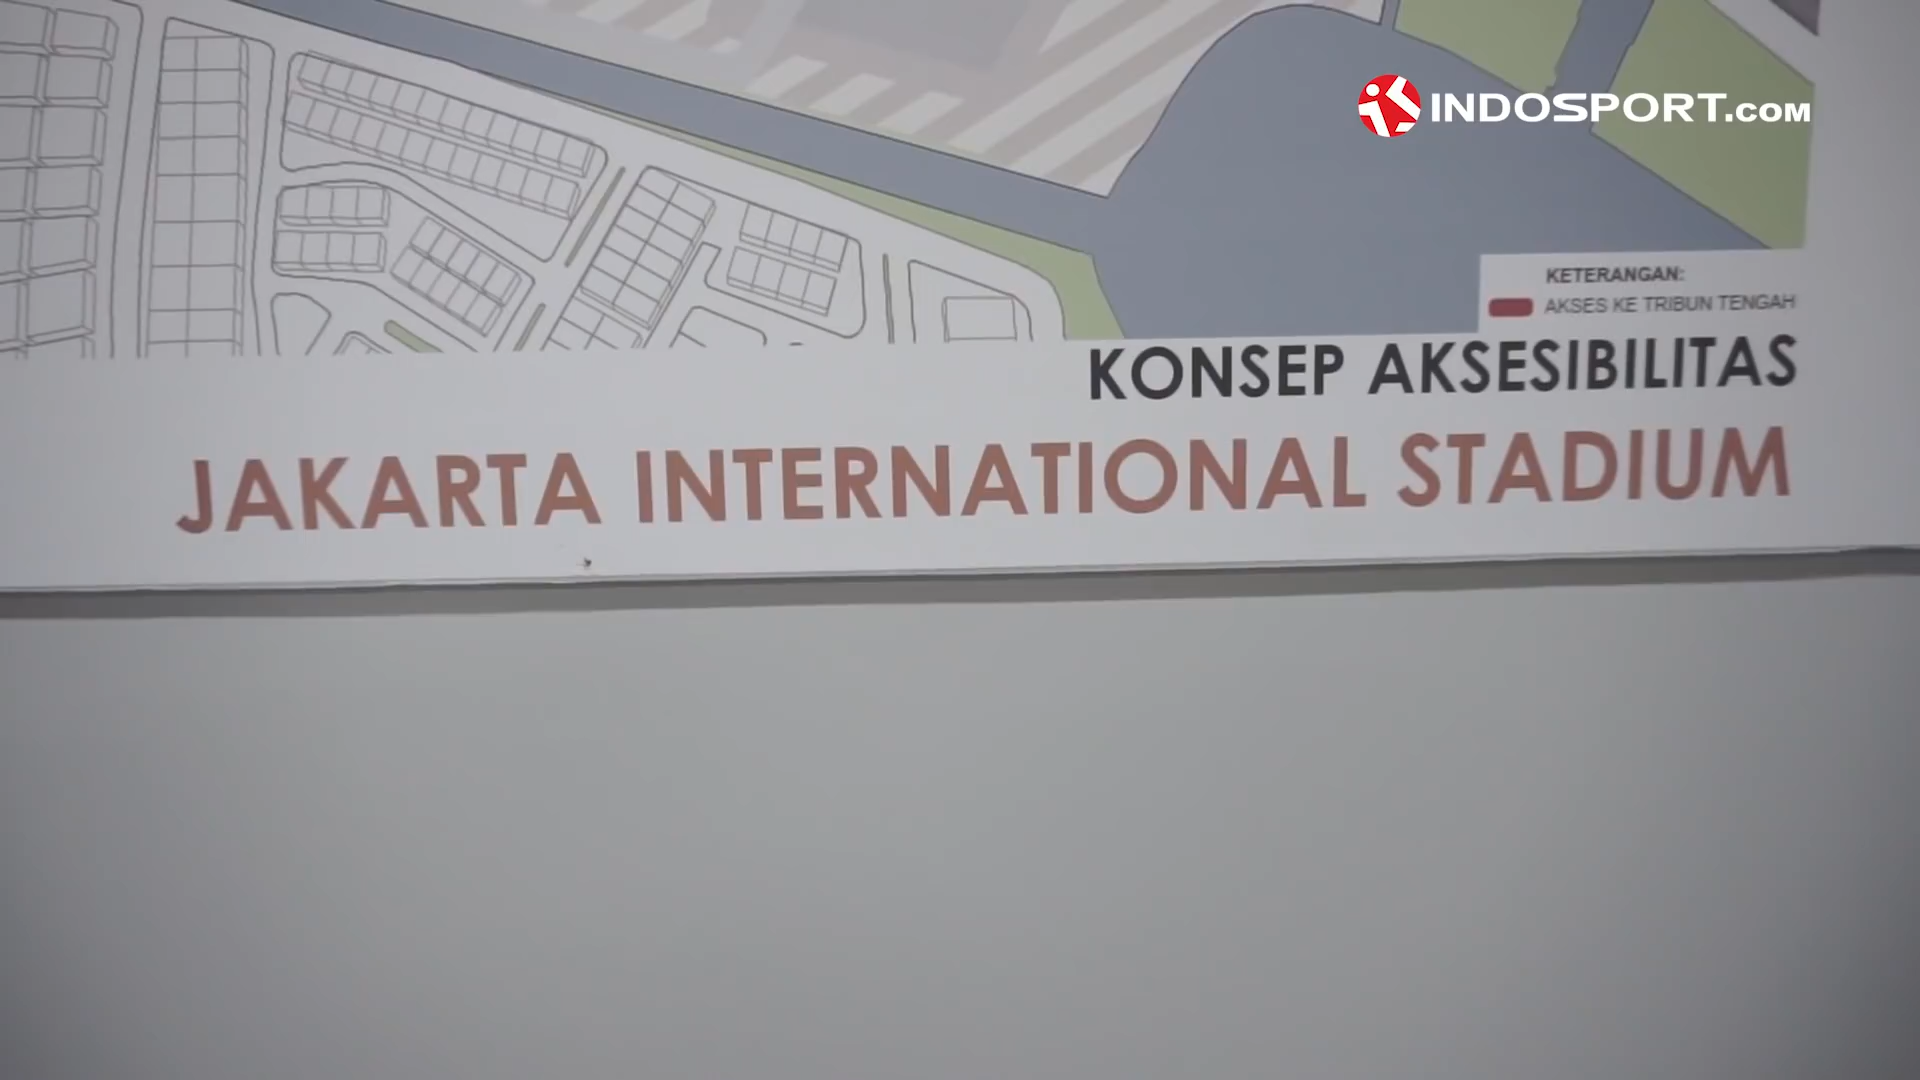 INDOSPORT.COM
KETERANGAN:
AKSES KE TRIBUN TENGAH
KONSEP AKSESIBILITAS
JAKARTA INTERNATIONAL STADIUM